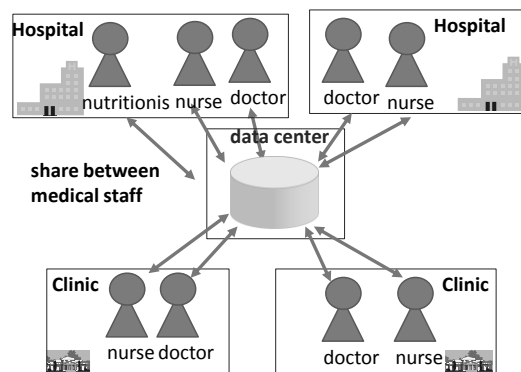 Hospital
nutritionis nurse doctor
Hospital
doctor nurse
data center
share between
medical staff
Clinic
nurse doctor
Clinic
doctor nurse